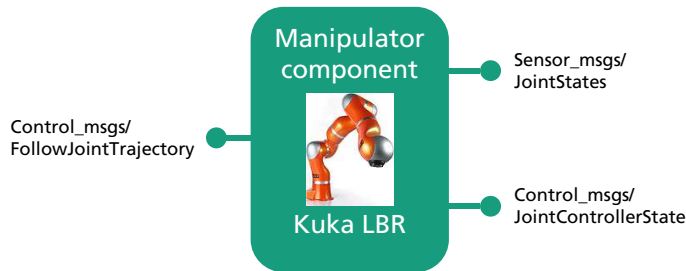 Manipulator
component
Sensor_msgs/
JointStates
Control_msgs/
FollowJointTrajectory
Control_msgs/
JointControllerState
Kuka LBR